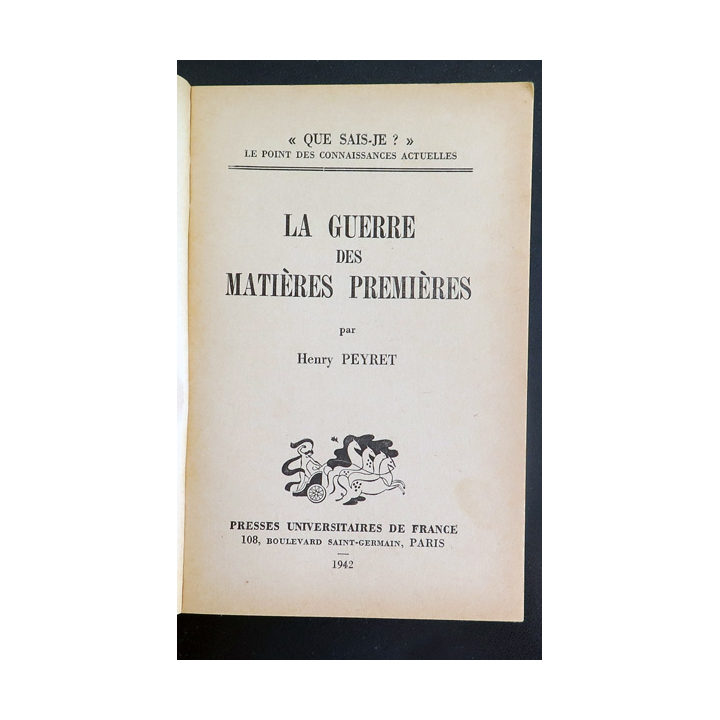 « QUE SAIS-JE ? »
LE POINT DES CONNAISSANCES ACTUELLES
LA GUERRE
DES
MATIÈRES PREMIÈRES
par
Henry PEYRET
PRESSES UNIVERSITAIRES DE FRANCE
108, BOULEVARD SAINT-GERMAIN, PARIS
1942